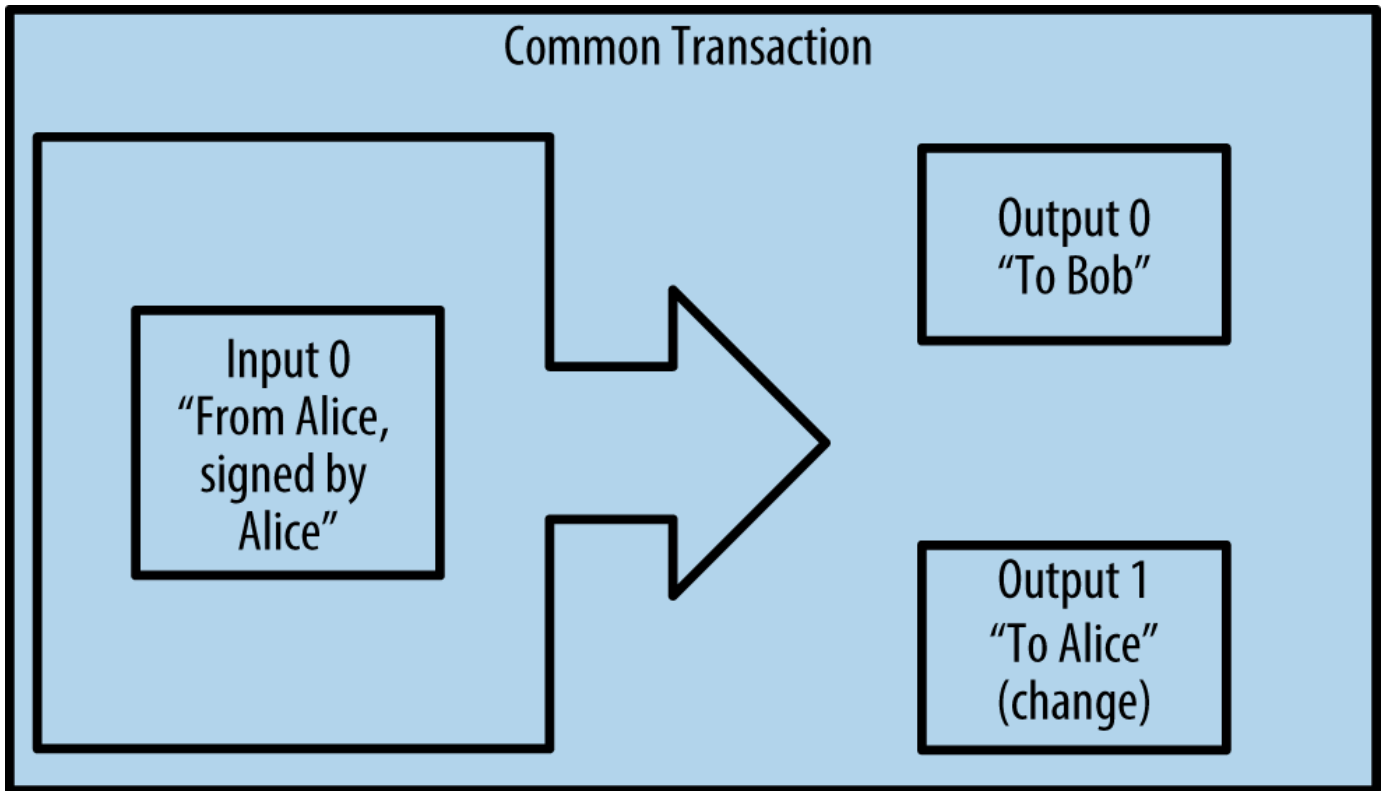 Common Transaction
Input 0
“From Alice,
signed by
Alice”
Output 0
“To Bob”
Output 1
“To Alice”
(change)